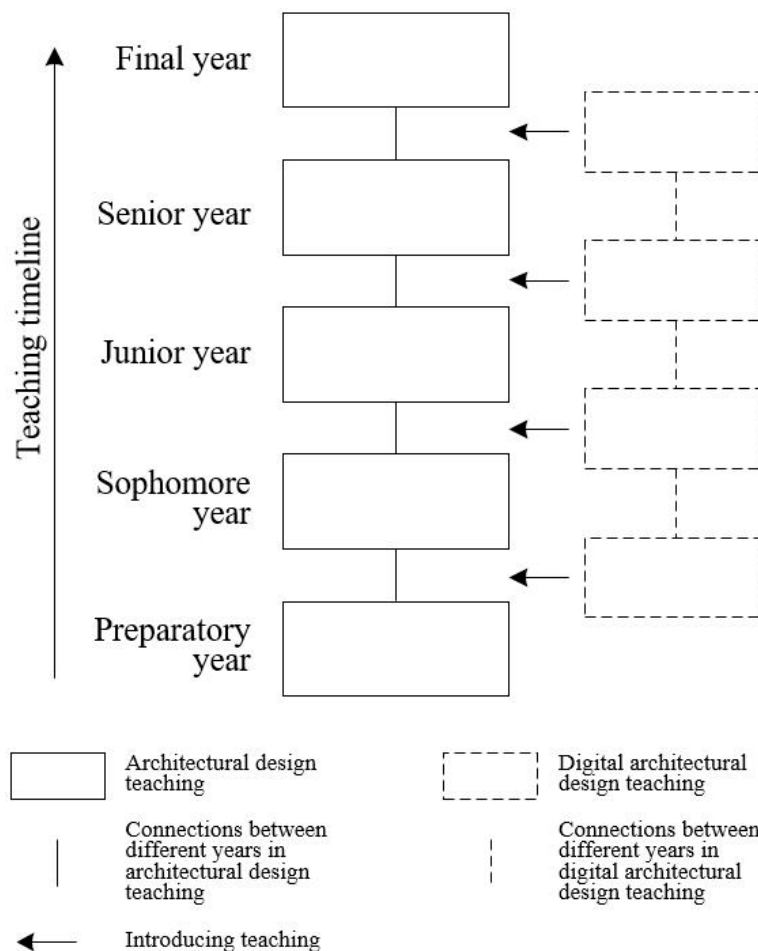 Final year
Senior year
Junior year
Sophomore
year
Preparatory
year
Teaching timeline
Architectural design
teaching
Digital architectural
design teaching
Connections between
different years in
architectural design
teaching
Connections between
different years in
digital architectural
design teaching
Introducing teaching